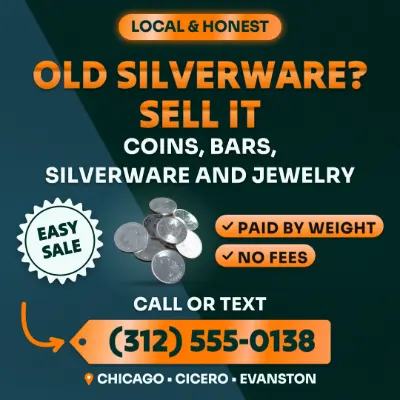 LOCAL & HONEST
OLD SILVERWARE?
SELL IT
COINS, BARS,
SILVERWARE AND JEWELRY
EASY
SALE
✓ PAID BY WEIGHT
✓ NO FEES
CALL OR TEXT
(312) 555-0138
CHICAGO • CICERO • EVANSTON